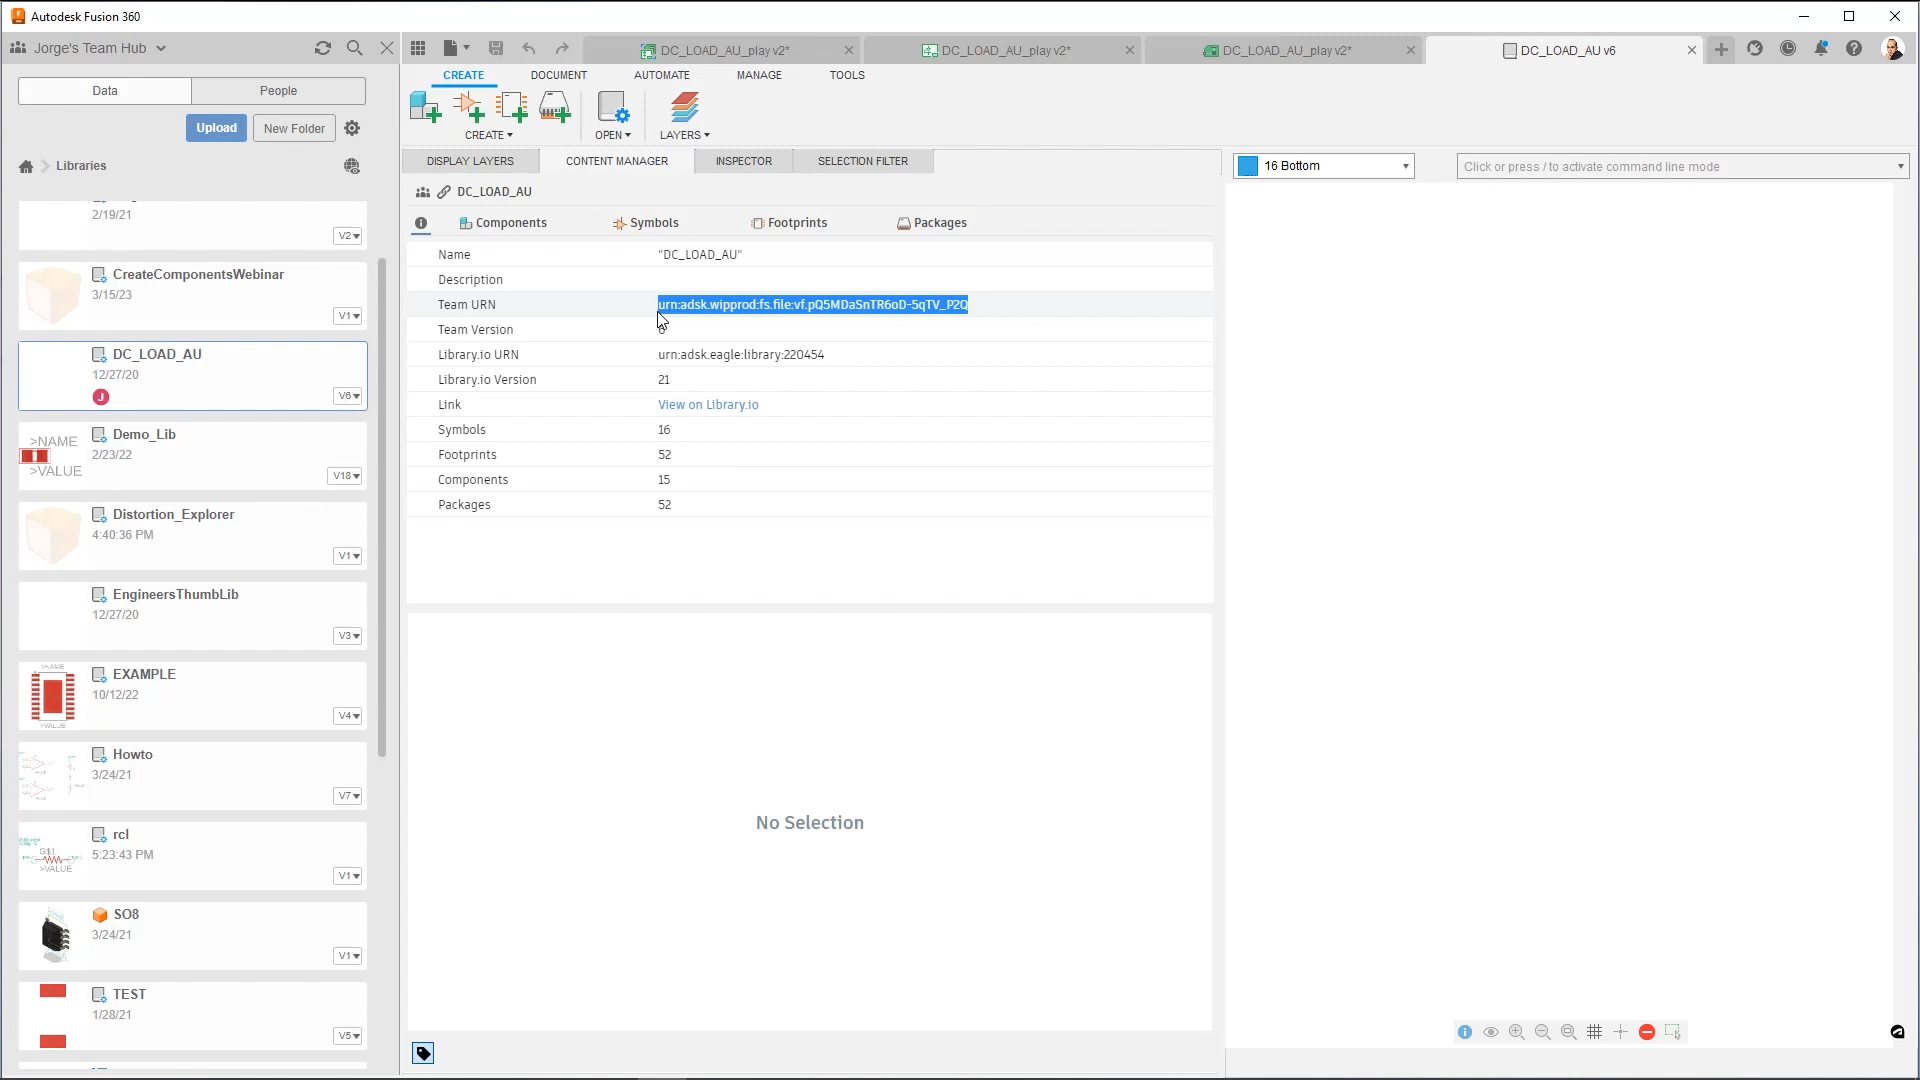 Autodesk Fusion 360
Jorge's Team Hub
DC_LOAD_AU_play v2*
DC_LOAD_AU_play v2*
DC_LOAD_AU_play v2*
DC_LOAD_AU v6
CREATE
DOCUMENT
AUTOMATE
MANAGE
TOOLS
Data
People
Upload
New Folder
CREATE
OPEN
LAYERS
Libraries
DISPLAY LAYERS
CONTENT MANAGER
INSPECTOR
SELECTION FILTER
16 Bottom
Click or press / to activate command line mode
DC_LOAD_AU
Components
Symbols
Footprints
Packages
Name "DC_LOAD_AU"
Description
Team URN urn:adsk.wipprod:fs.file:vf.pQ5MDaSnTR6oD-5qTV_P2Q
Team Version 6
Library.io URN urn:adsk.eagle:library:220454
Library.io Version 21
Link View on Library.io
Symbols 16
Footprints 52
Components 15
Packages 52
No Selection
2/19/21
V2
CreateComponentsWebinar
3/15/23
V1
DC_LOAD_AU
12/27/20
J
V6
>NAME
>VALUE
Demo_Lib
2/23/22
V18
Distortion_Explorer
4:40:36 PM
V1
EngineersThumbLib
12/27/20
V3
>NAME
>VALUE
EXAMPLE
10/12/22
V4
Howto
3/24/21
V7
G$1
>VALUE
rcl
5:23:43 PM
V1
SO8
3/24/21
V1
TEST
1/28/21
V5